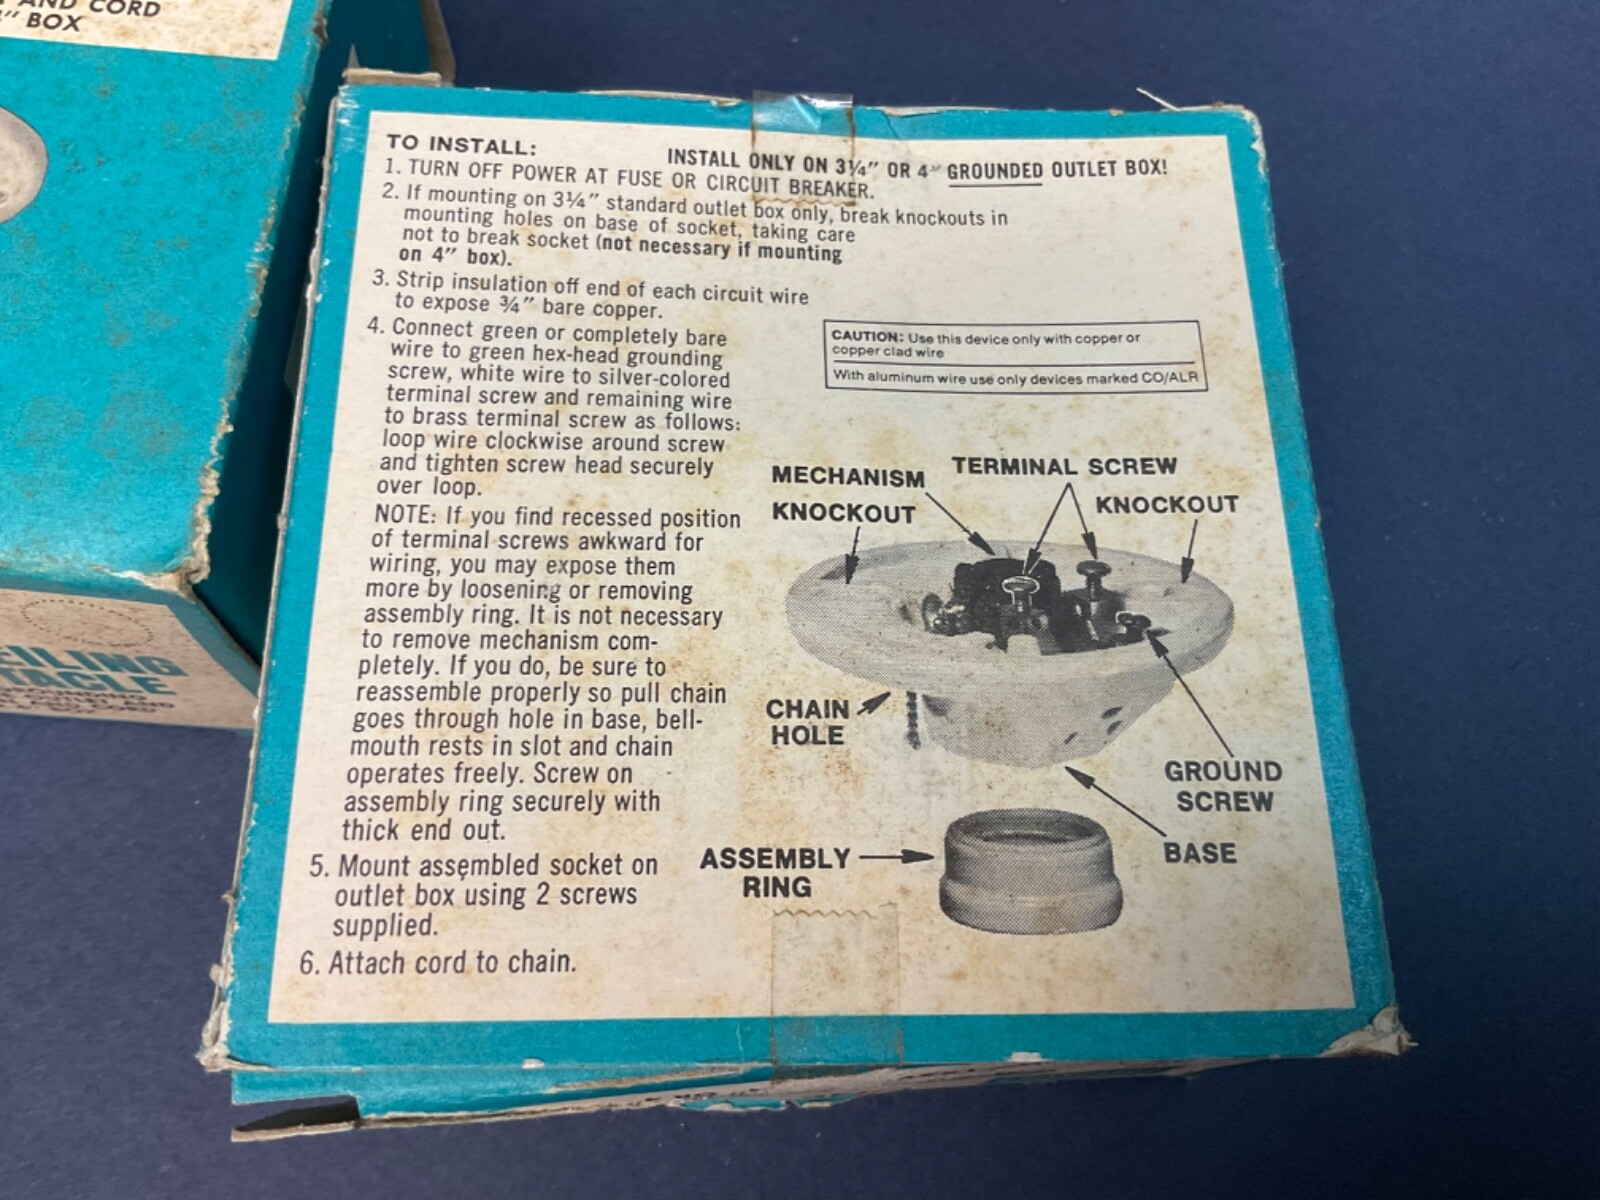 AND CORD
" BOX
TO INSTALL:
INSTALL ONLY ON 3¼" OR 4" GROUNDED OUTLET BOX!
1. TURN OFF POWER AT FUSE OR CIRCUIT BREAKER.
2. If mounting on 3¼" standard outlet box only, break knockouts in
mounting holes on base of socket, taking care
not to break socket (not necessary if mounting
on 4" box).
3. Strip insulation off end of each circuit wire
to expose ¾" bare copper.
4. Connect green or completely bare
wire to green hex-head grounding
screw, white wire to silver-colored
terminal screw and remaining wire
to brass terminal screw as follows:
loop wire clockwise around screw
and tighten screw head securely
over loop.
NOTE: If you find recessed position
of terminal screws awkward for
wiring, you may expose them
more by loosening or removing
assembly ring. It is not necessary
to remove mechanism com-
pletely. If you do, be sure to
reassemble properly so pull chain
goes through hole in base, bell-
mouth rests in slot and chain
operates freely. Screw on
assembly ring securely with
thick end out.
5. Mount assembled socket on
outlet box using 2 screws
supplied.
6. Attach cord to chain.
CAUTION: Use this device only with copper or
copper clad wire
With aluminum wire use only devices marked CO/ALR
MECHANISM
TERMINAL SCREW
KNOCKOUT
KNOCKOUT
CHAIN
HOLE
GROUND
SCREW
BASE
ASSEMBLY
RING
EILING
TACLE